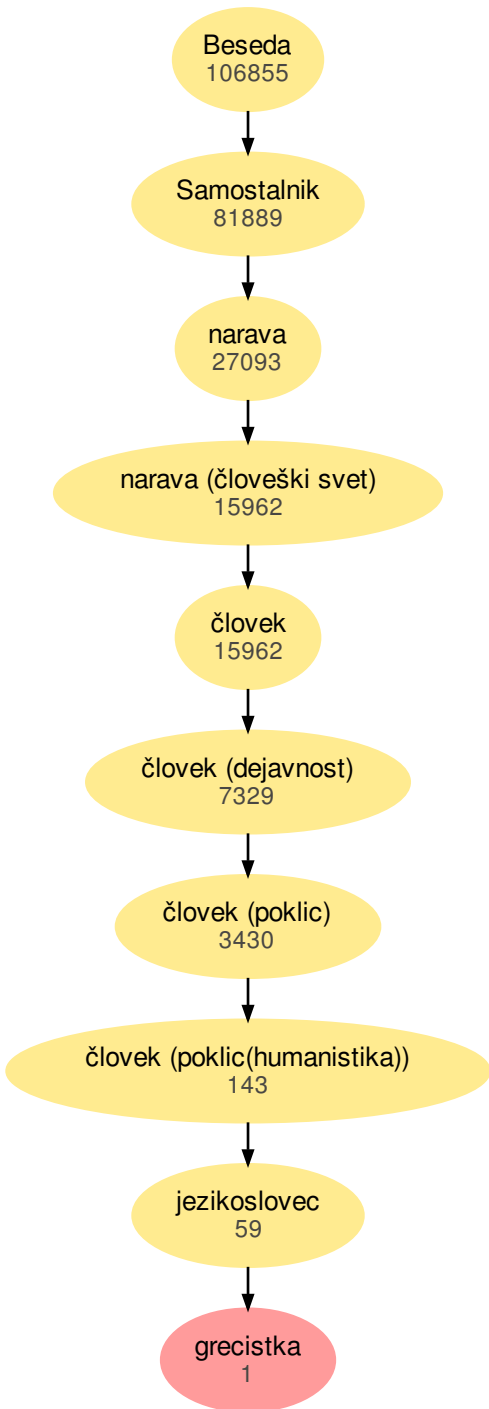 Beseda
106855
Samostalnik
81889
narava
27093
narava (človeški svet)
15962
človek
15962
človek (dejavnost)
7329
človek (poklic)
3430
človek (poklic(humanistika))
143
jezikoslovec
59
grecistka
1